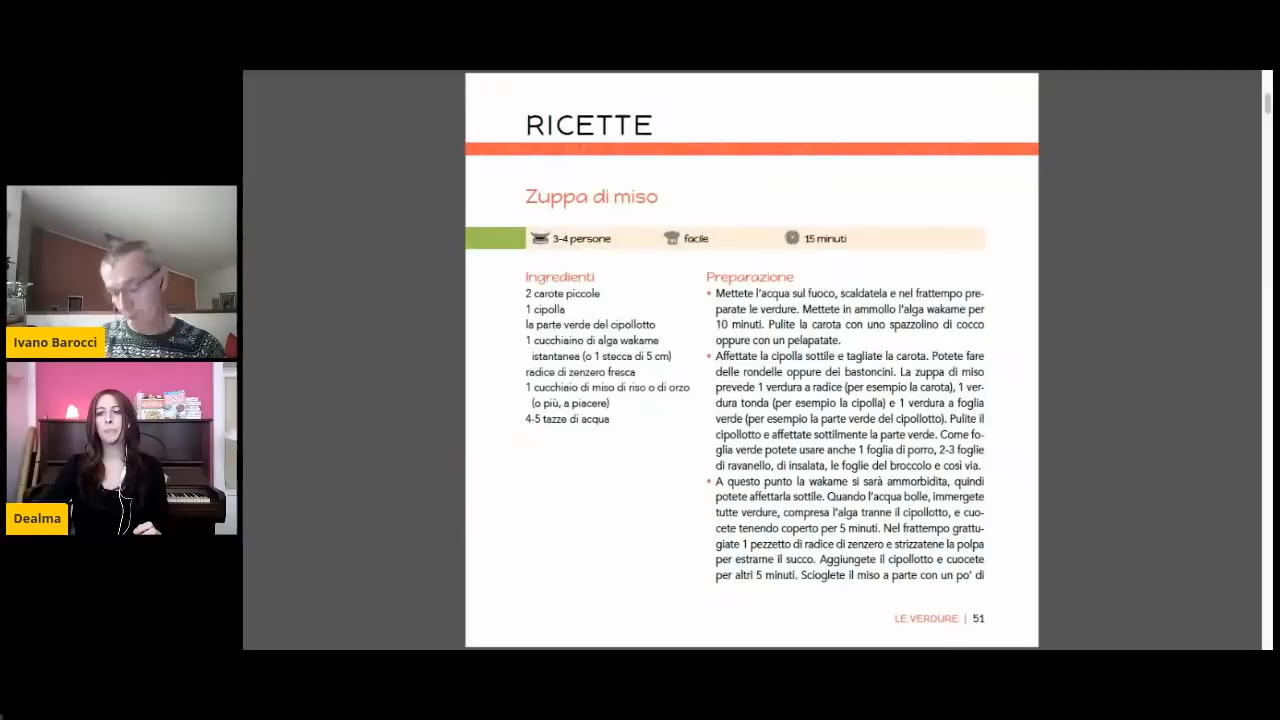 RICETTE
Zuppa di miso
3-4 persone
facile
15 minuti
Ingredienti
2 carote piccole
1 cipolla
la parte verde del cipollotto
1 cucchiaino di alga wakame
istantanea (o 1 stecca di 5 cm)
radice di zenzero fresca
1 cucchiaio di miso di riso o di orzo
(o più, a piacere)
4-5 tazze di acqua
Preparazione
• Mettete l'acqua sul fuoco, scaldatela e nel frattempo pre-
parate le verdure. Mettete in ammollo l'alga wakame per
10 minuti. Pulite la carota con uno spazzolino di cocco
oppure con un pelapatate.
• Affettate la cipolla sottile e tagliate la carota. Potete fare
delle rondelle oppure dei bastoncini. La zuppa di miso
prevede 1 verdura a radice (per esempio la carota), 1 ver-
dura tonda (per esempio la cipolla) e 1 verdura a foglia
verde (per esempio la parte verde del cipollotto). Pulite il
cipollotto e affettate sottilmente la parte verde. Come fo-
glia verde potete usare anche 1 foglia di porro, 2-3 foglie
di ravanello, di insalata, le foglie del broccolo e così via.
• A questo punto la wakame si sarà ammorbidita, quindi
potete affettarla sottile. Quando l'acqua bolle, immergete
tutte verdure, compresa l'alga tranne il cipollotto, e cuo-
cete tenendo coperto per 5 minuti. Nel frattempo grattu-
giate 1 pezzetto di radice di zenzero e strizzatene la polpa
per estrarne il succo. Aggiungete il cipollotto e cuocete
per altri 5 minuti. Scioglete il miso a parte con un po' di
LE VERDURE | 51
Ivano Barocci
Dealma